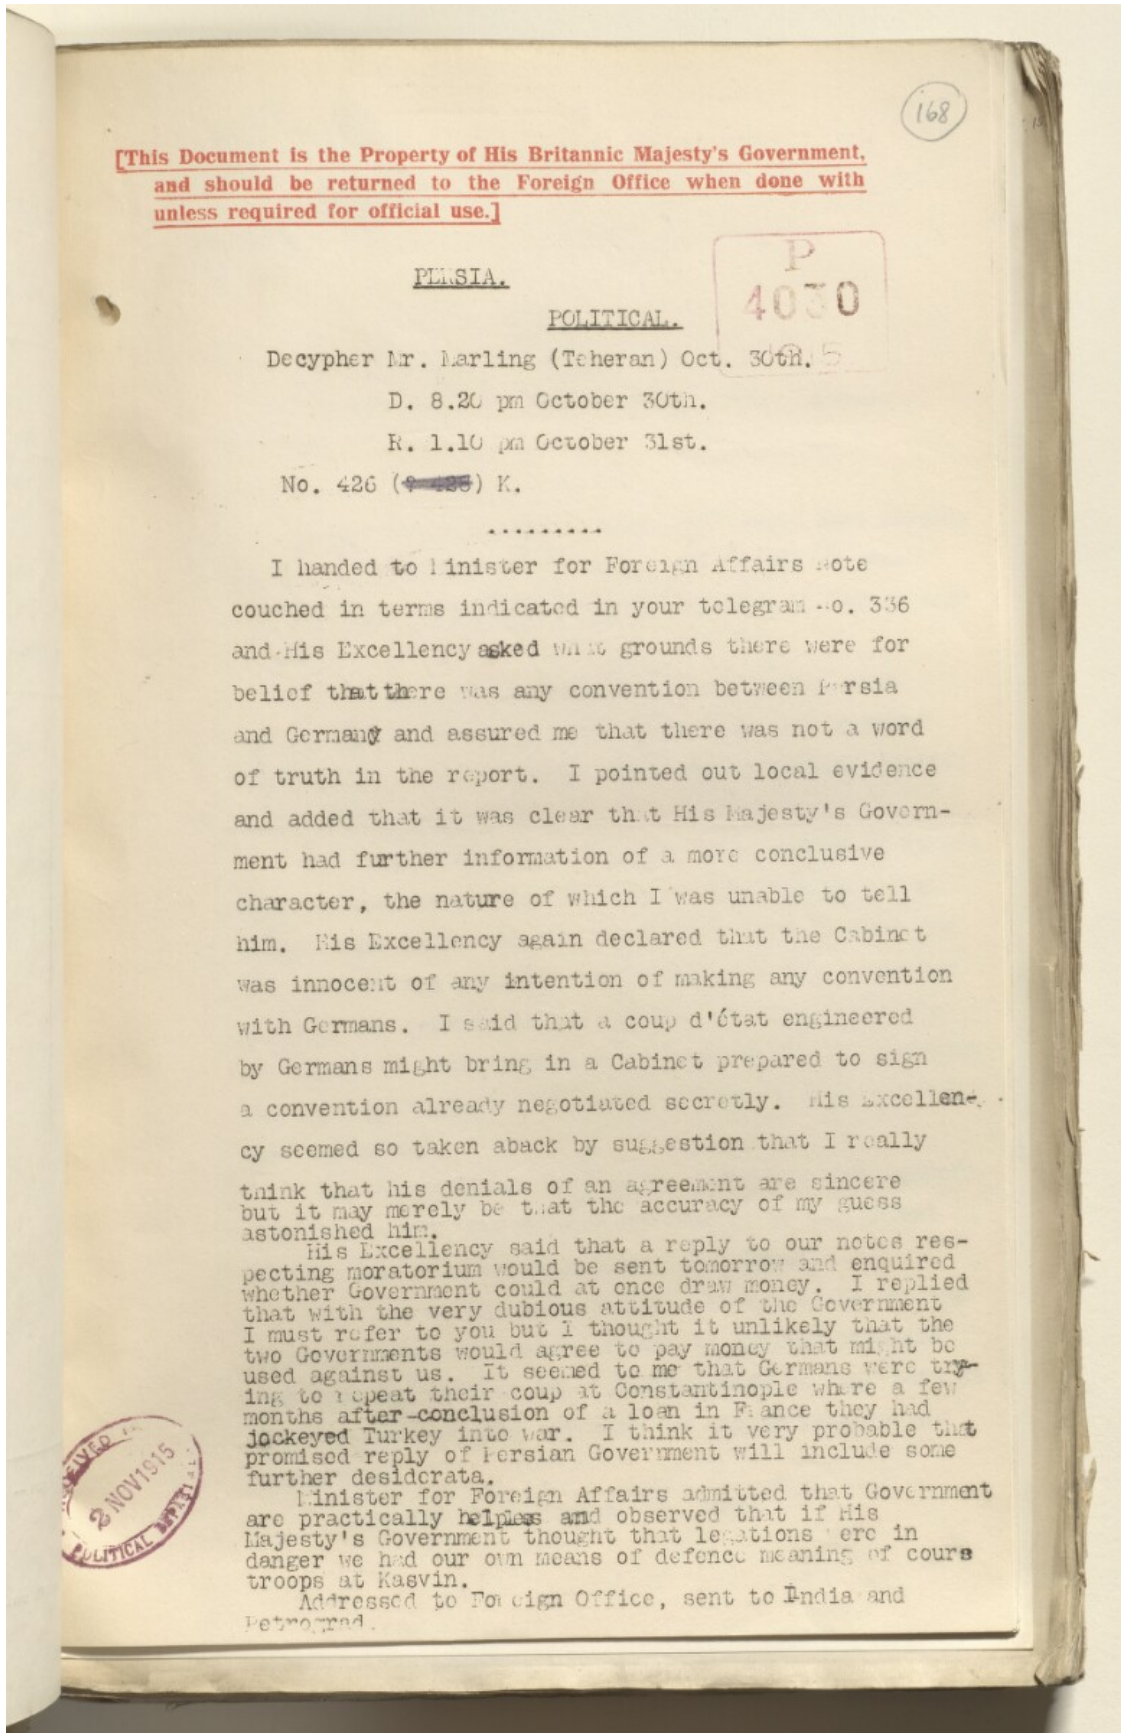 168
[This Document is the Property of His Britannic Majesty's Government,
and should be returned to the Foreign Office when done with
unless required for official use.]
P
4030
PERSIA.
POLITICAL.
Decypher Mr. Marling (Teheran) Oct. 30th.
D. 8.20 pm October 30th.
R. 1.10 pm October 31st.
No. 426 ( ) K.
.........
I handed to Minister for Foreign Affairs Note
couched in terms indicated in your telegram No. 336
and His Excellency asked what grounds there were for
belief that there was any convention between Persia
and Germany and assured me that there was not a word
of truth in the report. I pointed out local evidence
and added that it was clear that His Majesty's Govern-
ment had further information of a more conclusive
character, the nature of which I was unable to tell
him. His Excellency again declared that the Cabinet
was innocent of any intention of making any convention
with Germans. I said that a coup d'état engineered
by Germans might bring in a Cabinet prepared to sign
a convention already negotiated secretly. His Excellen-
cy seemed so taken aback by suggestion that I really
think that his denials of an agreement are sincere
but it may merely be that the accuracy of my guess
astonished him.
His Excellency said that a reply to our notes res-
pecting moratorium would be sent tomorrow and enquired
whether Government could at once draw money. I replied
that with the very dubious attitude of the Government
I must refer to you but I thought it unlikely that the
two Governments would agree to pay money that might be
used against us. It seemed to me that Germans were try-
ing to repeat their coup at Constantinople where a few
months after conclusion of a loan in France they had
jockeyed Turkey into war. I think it very probable that
promised reply of Persian Government will include some
further desiderata.
Minister for Foreign Affairs admitted that Government
are practically helpless and observed that if His
Majesty's Government thought that legations were in
danger we had our own means of defence meaning of cours
troops at Kasvin.
Addressed to Foreign Office, sent to India and
Petrograd.
RECEIVED
2 NOV 1915
POLITICAL DEPT